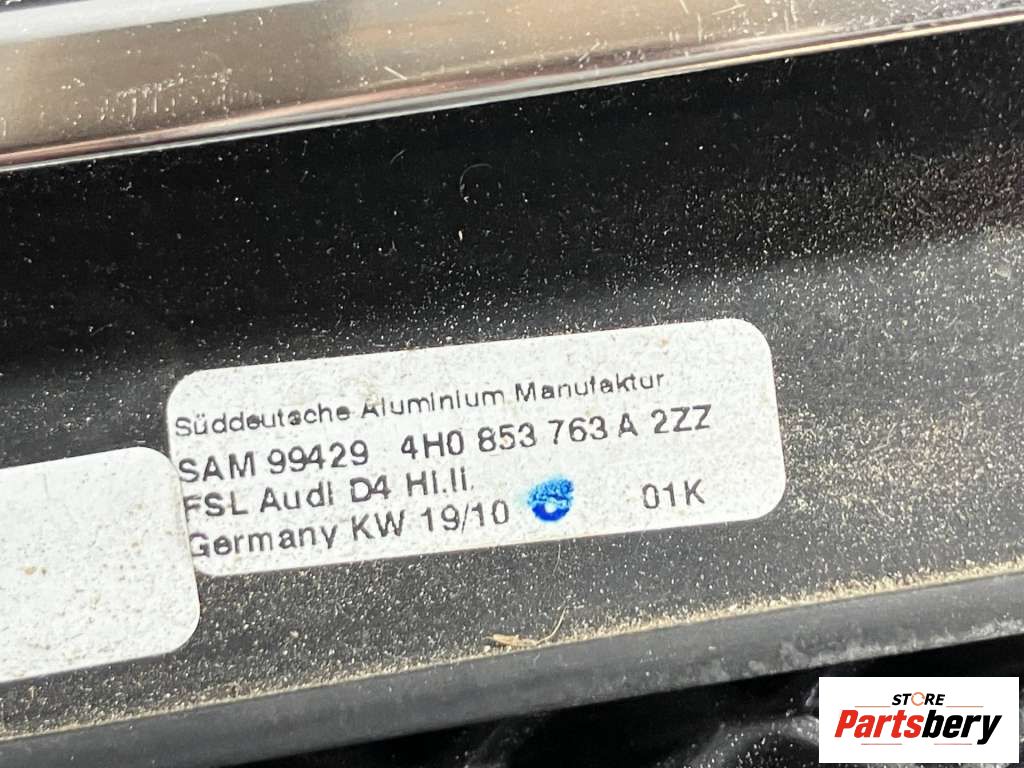 Süddeutsche Aluminium Manufaktur
SAM 99429 4H0 853 763 A 2ZZ
FSL Audi D4 HI.li.
Germany KW 19/10 01K
STORE
Partsbery